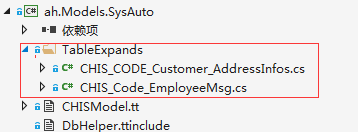 ah.Models.SysAuto
依赖项
TableExpands
CHIS_CODE_Customer_AddressInfos.cs
CHIS_Code_EmployeeMsg.cs
CHISModel.tt
DbHelper.ttinclude